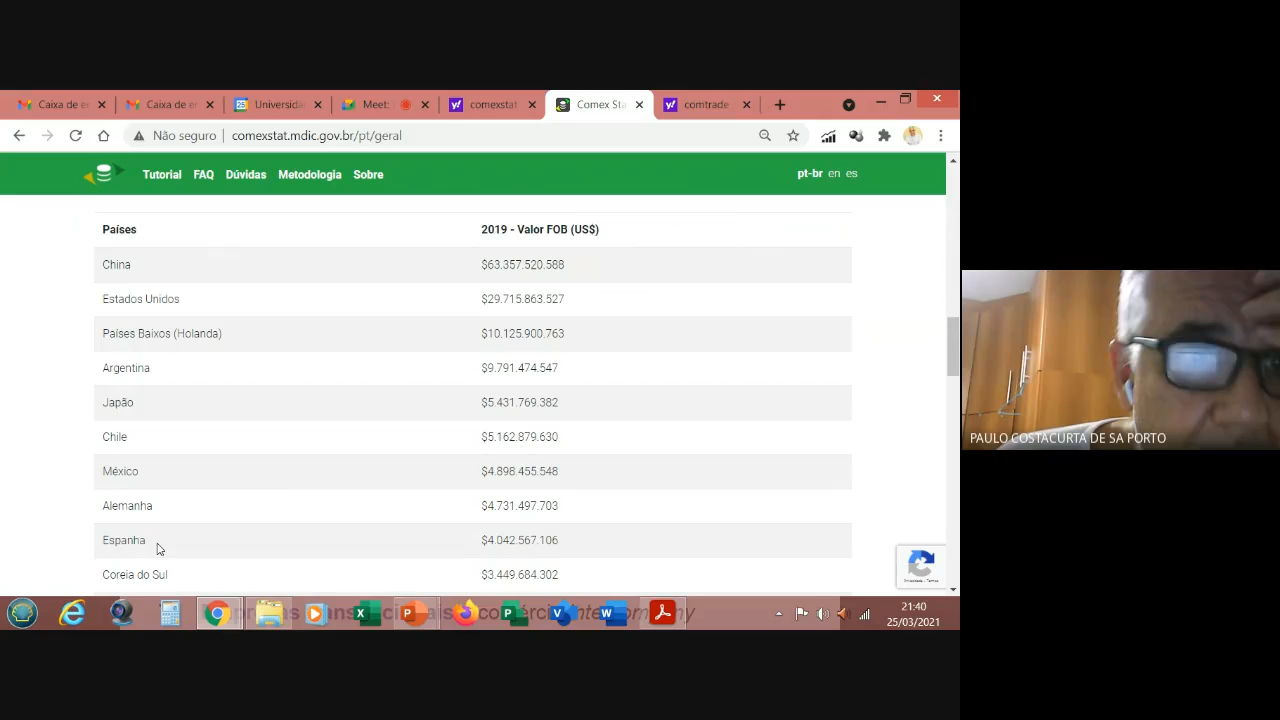 Caixa de e
Caixa de e
Universida
Meet:
comexstat
Comex Sta
comtrade
Não seguro
comexstat.mdic.gov.br/pt/geral
Tutorial FAQ Dúvidas Metodologia Sobre
pt-br en es
Países 2019 - Valor FOB (US$)
China $63.357.520.588
Estados Unidos $29.715.863.527
Países Baixos (Holanda) $10.125.900.763
Argentina $9.791.474.547
Japão $5.431.769.382
Chile $5.162.879.630
México $4.898.455.548
Alemanha $4.731.497.703
Espanha $4.042.567.106
Coreia do Sul $3.449.684.302
PAULO COSTACURTA DE SA PORTO
21:40
25/03/2021